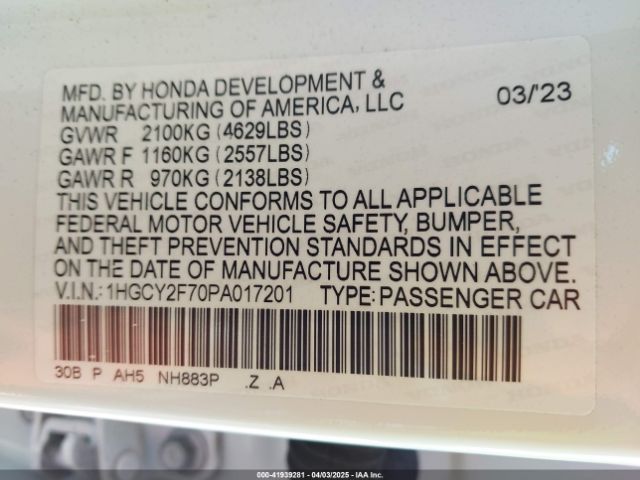 MFD. BY HONDA DEVELOPMENT &
MANUFACTURING OF AMERICA, LLC 03/'23
GVWR 2100KG (4629LBS)
GAWR F 1160KG (2557LBS)
GAWR R 970KG (2138LBS)
THIS VEHICLE CONFORMS TO ALL APPLICABLE
FEDERAL MOTOR VEHICLE SAFETY, BUMPER,
AND THEFT PREVENTION STANDARDS IN EFFECT
ON THE DATE OF MANUFACTURE SHOWN ABOVE.
V.I.N.: 1HGCY2F70PA017201 TYPE: PASSENGER CAR
30B P AH5 NH883P .Z .A
000-41939281 - 04/03/2025 - IAA Inc.